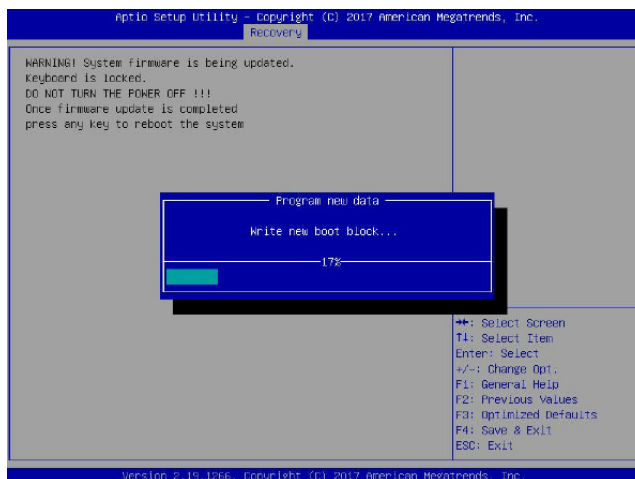 Aptio Setup Utility – Copyright (C) 2017 American Megatrends, Inc.
Recovery
WARNING! System firmware is being updated.
Keyboard is locked.
DO NOT TURN THE POWER OFF !!!
Once firmware update is completed
press any key to reboot the system
Program new data
Write new boot block...
17%
→←: Select Screen
↑↓: Select Item
Enter: Select
+/-: Change Opt.
F1: General Help
F2: Previous Values
F3: Optimized Defaults
F4: Save & Exit
ESC: Exit
Version 2.19.1266. Copyright (C) 2017 American Megatrends, Inc.